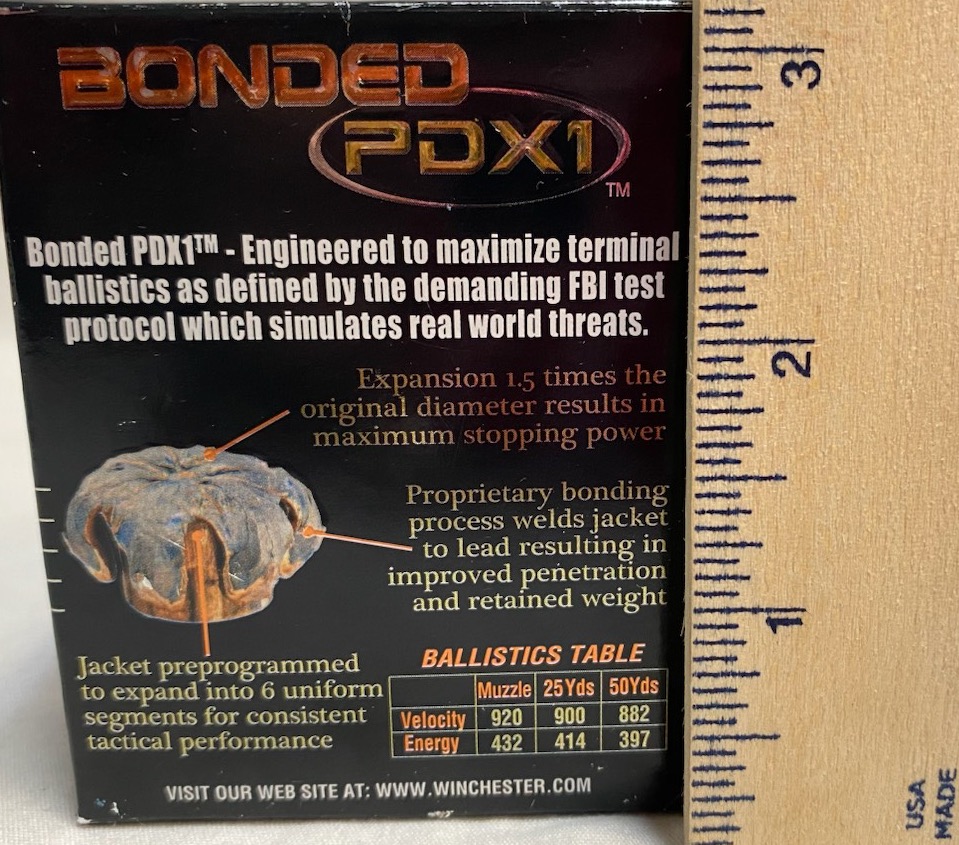 BONDED
PDX1
TM
Bonded PDX1™ - Engineered to maximize terminal
ballistics as defined by the demanding FBI test
protocol which simulates real world threats.
Expansion 1.5 times the
original diameter results in
maximum stopping power
Proprietary bonding
process welds jacket
to lead resulting in
improved penetration
and retained weight
Jacket preprogrammed
to expand into 6 uniform
segments for consistent
tactical performance
BALLISTICS TABLE
Muzzle 25Yds 50Yds
Velocity 920 900 882
Energy 432 414 397
VISIT OUR WEB SITE AT: WWW.WINCHESTER.COM
3
2
1
USA
MADE